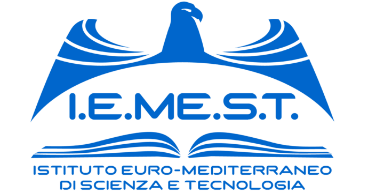 I.E.ME.S.T.
ISTITUTO EURO-MEDITERRANEO
DI SCIENZA E TECNOLOGIA